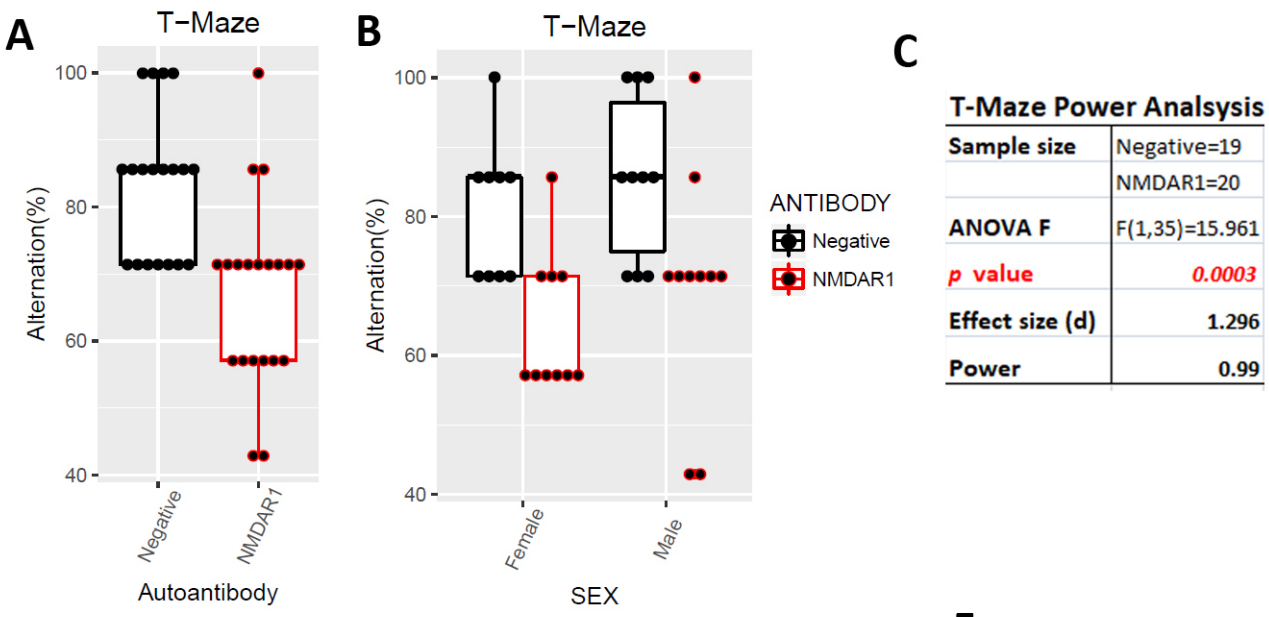 A
T−Maze
Alternation(%)
100
80
60
40
Negative
NMDAR1
Autoantibody
B
T−Maze
Alternation(%)
100
80
60
40
Female
Male
SEX
ANTIBODY
Negative
NMDAR1
C
T-Maze Power Analsysis
Sample size Negative=19
NMDAR1=20
ANOVA F F(1,35)=15.961
p value 0.0003
Effect size (d) 1.296
Power 0.99